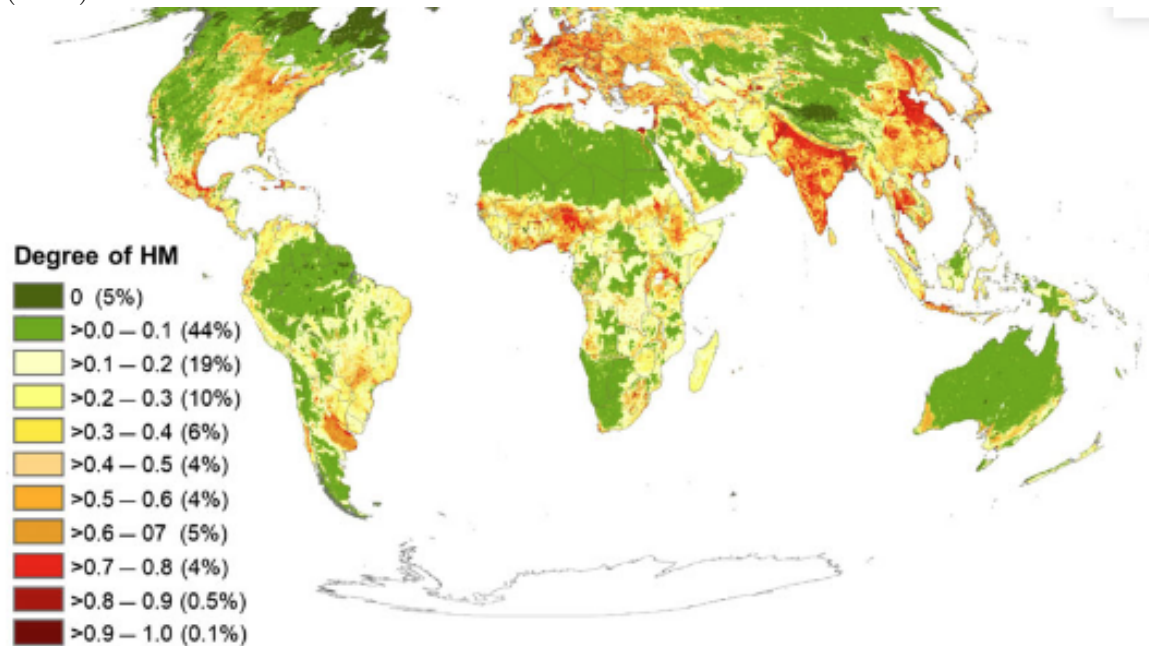 Degree of HM
0 (5%)
>0.0 — 0.1 (44%)
>0.1 — 0.2 (19%)
>0.2 — 0.3 (10%)
>0.3 — 0.4 (6%)
>0.4 — 0.5 (4%)
>0.5 — 0.6 (4%)
>0.6 — 07 (5%)
>0.7 — 0.8 (4%)
>0.8 — 0.9 (0.5%)
>0.9 — 1.0 (0.1%)